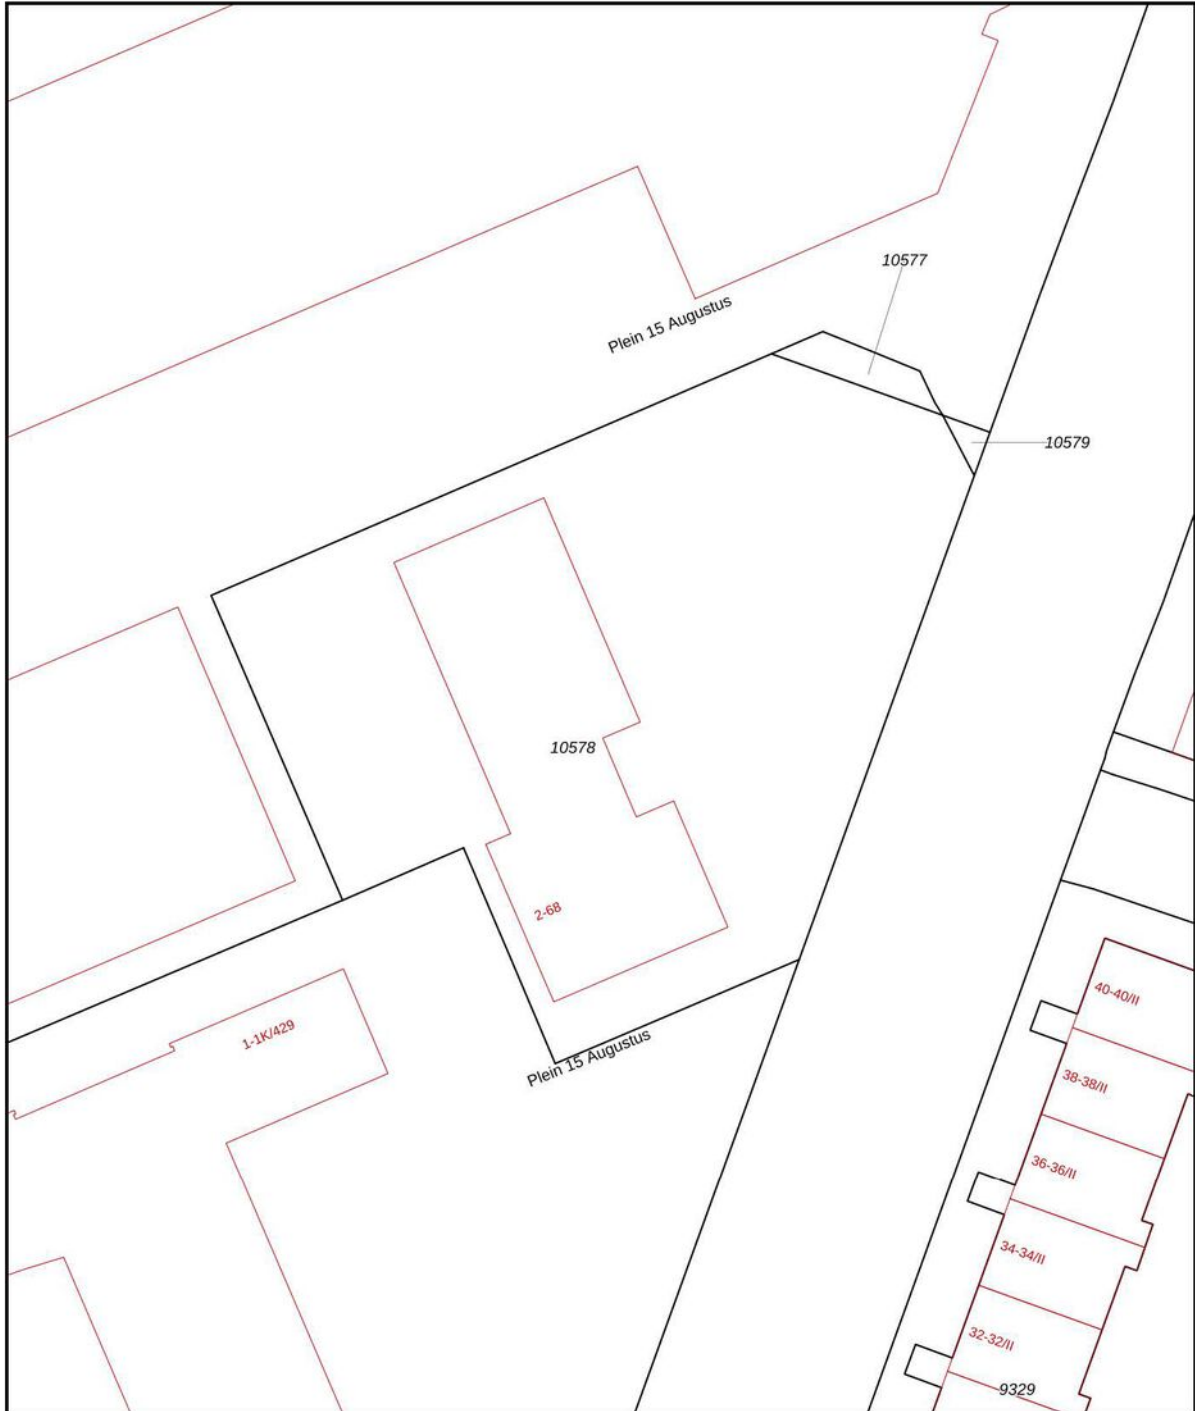 10577
Plein 15 Augustus
10579
10578
2-68
40-40/II
1-1K/429
Plein 15 Augustus
38-38/II
36-36/II
34-34/II
32-32/II
9329